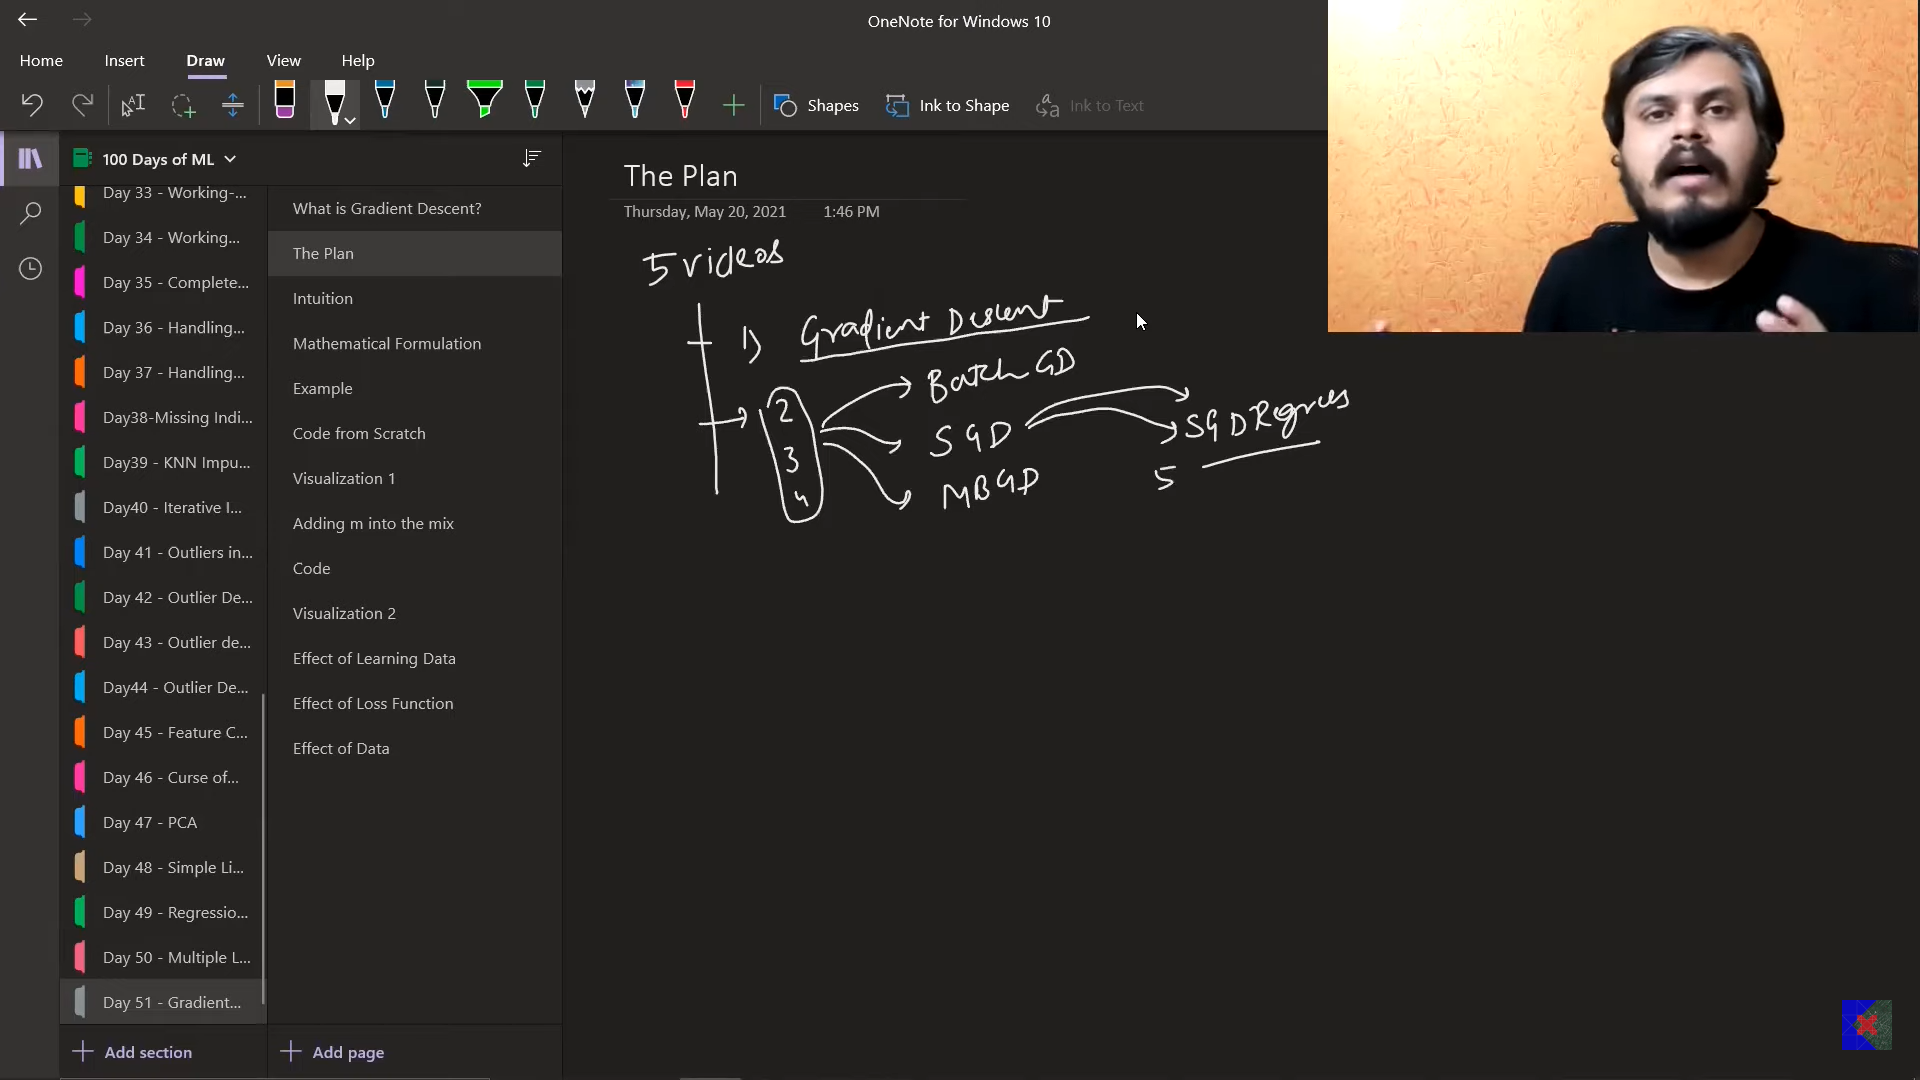 OneNote for Windows 10
Home Insert Draw View Help
Shapes Ink to Shape Ink to Text
100 Days of ML
Day 33 - Working-...
Day 34 - Working...
Day 35 - Complete...
Day 36 - Handling...
Day 37 - Handling...
Day38-Missing Indi...
Day39 - KNN Impu...
Day40 - Iterative I...
Day 41 - Outliers in...
Day 42 - Outlier De...
Day 43 - Outlier de...
Day44 - Outlier De...
Day 45 - Feature C...
Day 46 - Curse of...
Day 47 - PCA
Day 48 - Simple Li...
Day 49 - Regressio...
Day 50 - Multiple L...
Day 51 - Gradient...
Add section
What is Gradient Descent?
The Plan
Intuition
Mathematical Formulation
Example
Code from Scratch
Visualization 1
Adding m into the mix
Code
Visualization 2
Effect of Learning Data
Effect of Loss Function
Effect of Data
Add page
The Plan
Thursday, May 20, 2021 1:46 PM
5 videos
1) Gradient Descent
2 Batch GD
3 SGD SGDRegres
4 MBGD 5